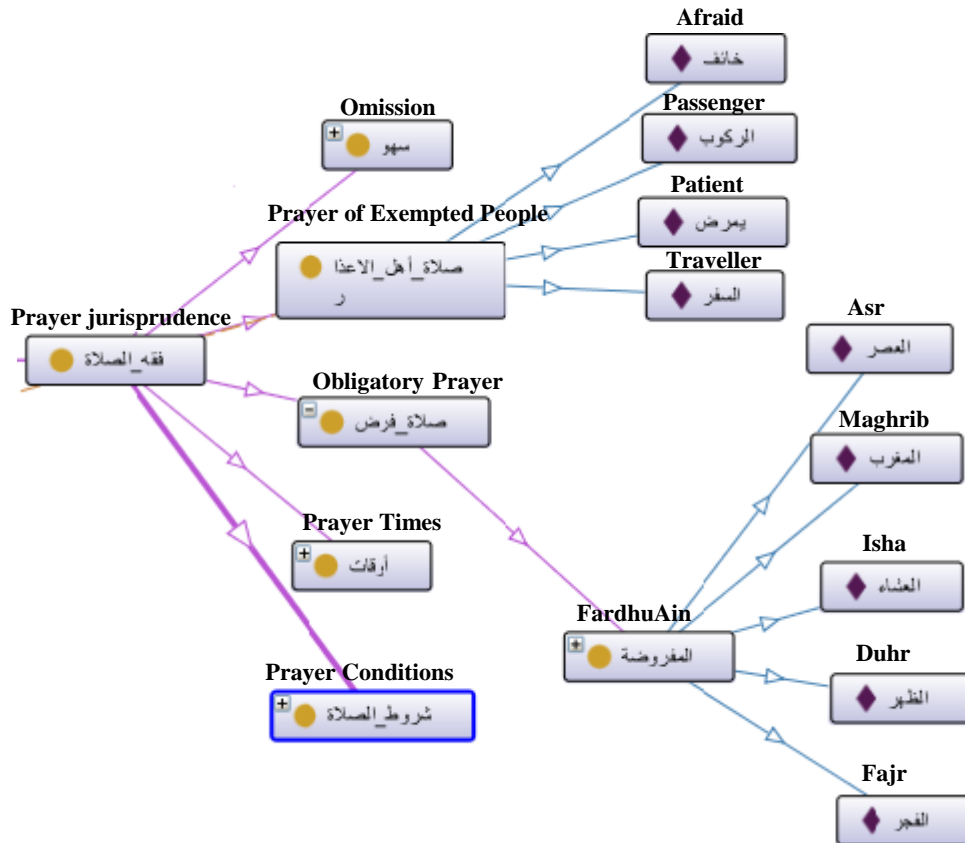 Afraid
خائف
Passenger
الركوب
Omission
سهو
Patient
يمرض
Prayer of Exempted People
صلاة_أهل_الاعذا
ر
Traveller
السفر
Prayer jurisprudence
فقه_الصلاة
Asr
العصر
Obligatory Prayer
صلاة_فرض
Maghrib
المغرب
Prayer Times
أوقات
Isha
العشاء
FardhuAin
المفروضة
Duhr
الظهر
Prayer Conditions
شروط_الصلاة
Fajr
الفجر